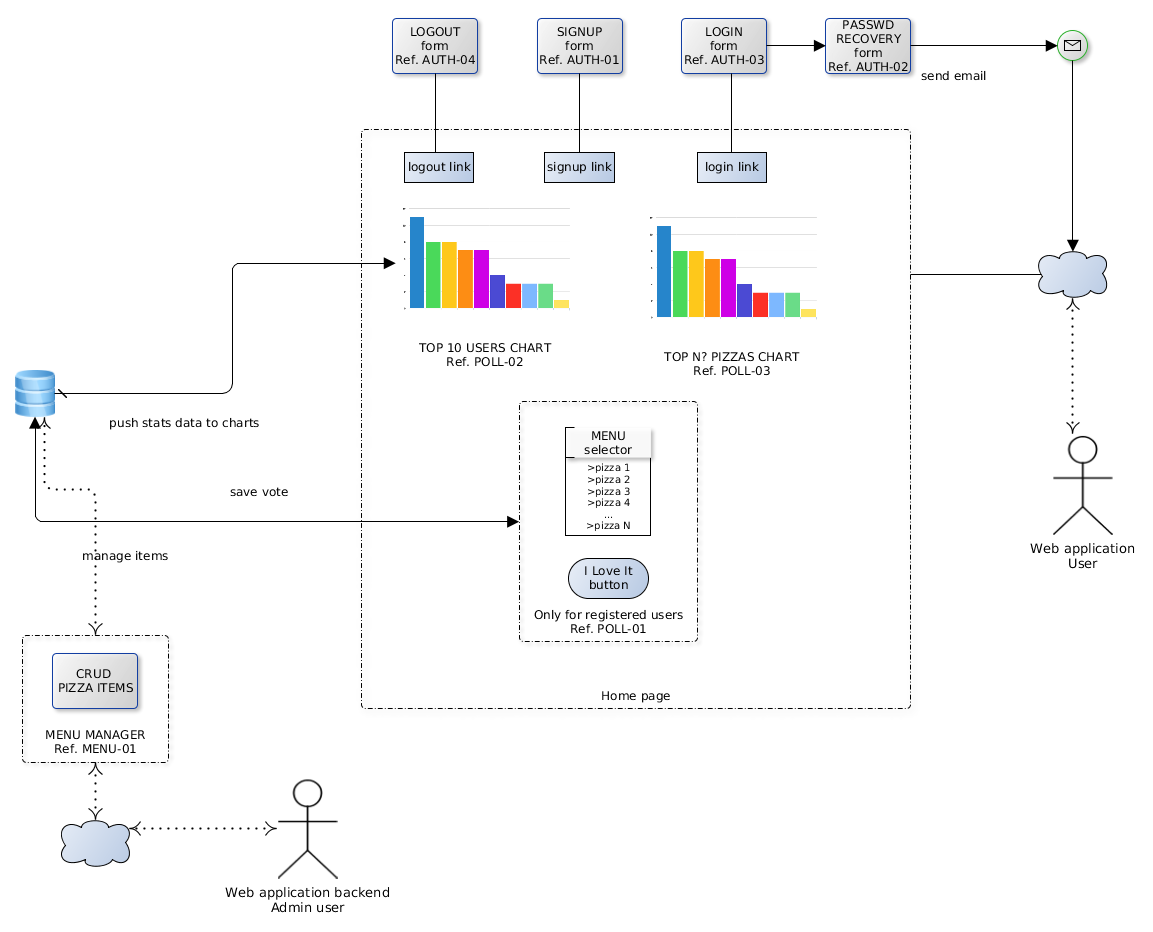 LOGOUT
form
Ref. AUTH-04
SIGNUP
form
Ref. AUTH-01
LOGIN
form
Ref. AUTH-03
PASSWD
RECOVERY
form
Ref. AUTH-02
send email
logout link
signup link
login link
TOP 10 USERS CHART
Ref. POLL-02
TOP N? PIZZAS CHART
Ref. POLL-03
push stats data to charts
MENU
selector
>pizza 1
>pizza 2
>pizza 3
>pizza 4
...
>pizza N
save vote
manage items
Web application
User
I Love It
button
Only for registered users
Ref. POLL-01
CRUD
PIZZA ITEMS
Home page
MENU MANAGER
Ref. MENU-01
Web application backend
Admin user